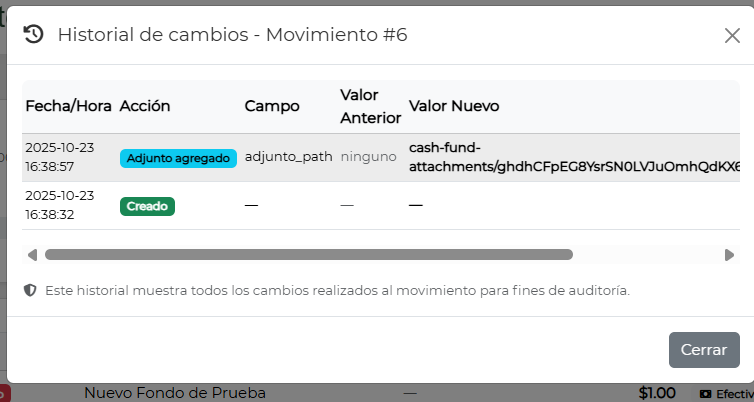 Historial de cambios - Movimiento #6
Fecha/Hora Acción Campo Valor Anterior Valor Nuevo
2025-10-23 16:38:57 Adjunto agregado adjunto_path ninguno cash-fund-attachments/ghdhCFpEG8YsrSN0LVJuOmhQdKX6
2025-10-23 16:38:32 Creado — — —
Este historial muestra todos los cambios realizados al movimiento para fines de auditoría.
Cerrar
Nuevo Fondo de Prueba — $1.00 Efectiv